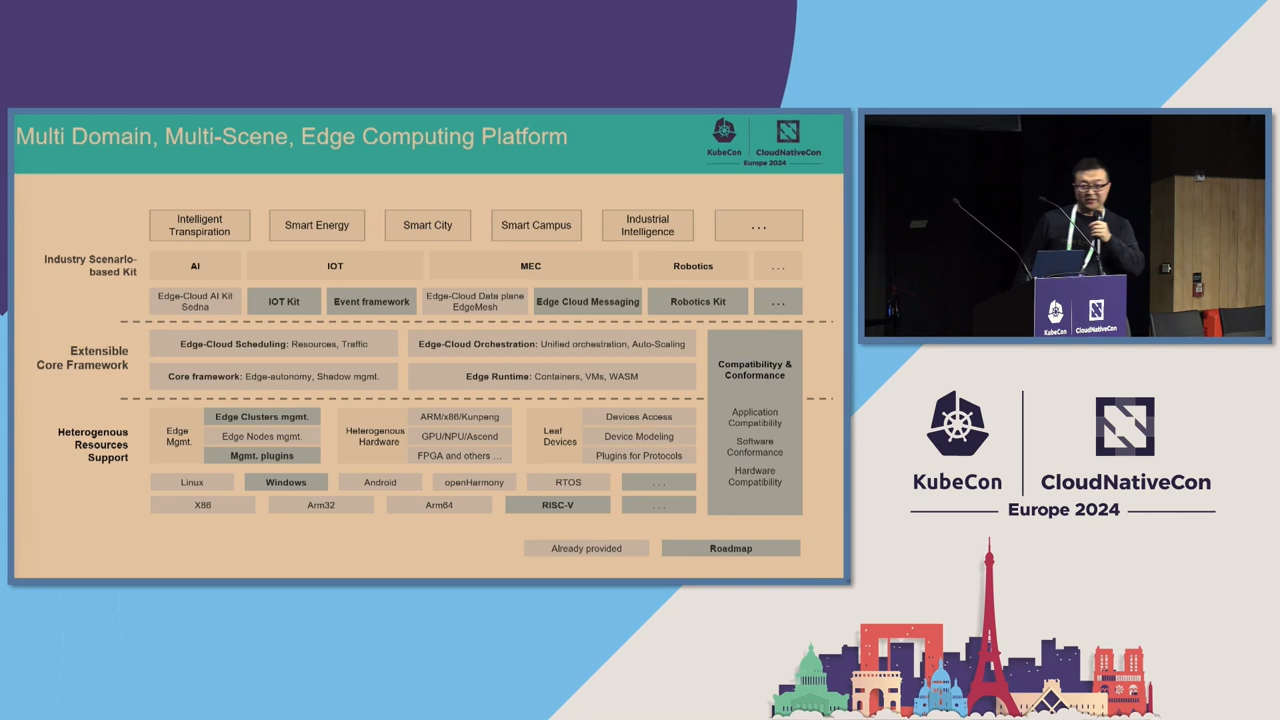 Multi Domain, Multi-Scene, Edge Computing Platform
KubeCon
CloudNativeCon
Europe 2024
Intelligent
Transpiration
Smart Energy
Smart City
Smart Campus
Industrial
Intelligence
...
Industry Scenario-
based Kit
AI
IOT
MEC
Robotics
...
Edge-Cloud AI Kit
Sedna
IOT Kit
Event framework
Edge-Cloud Data plane
EdgeMesh
Edge Cloud Messaging
Robotics Kit
...
Extensible
Core Framework
Edge-Cloud Scheduling: Resources, Traffic
Edge-Cloud Orchestration: Unified orchestration, Auto-Scaling
Core framework: Edge-autonomy, Shadow mgmt.
Edge Runtime: Containers, VMs, WASM
Compatibilityy &
Conformance
Application
Compatibility
Software
Conformance
Hardware
Compatibility
Heterogenous
Resources
Support
Edge
Mgmt.
Edge Clusters mgmt.
Edge Nodes mgmt.
Mgmt. plugins
Heterogenous
Hardware
ARM/x86/Kunpeng
GPU/NPU/Ascend
FPGA and others ...
Leaf
Devices
Devices Access
Device Modeling
Plugins for Protocols
Linux
Windows
Android
openHarmony
RTOS
...
X86
Arm32
Arm64
RISC-V
...
Already provided
Roadmap
KubeCon
CloudNativeCon
KubeCon
CloudNativeCon
Europe 2024